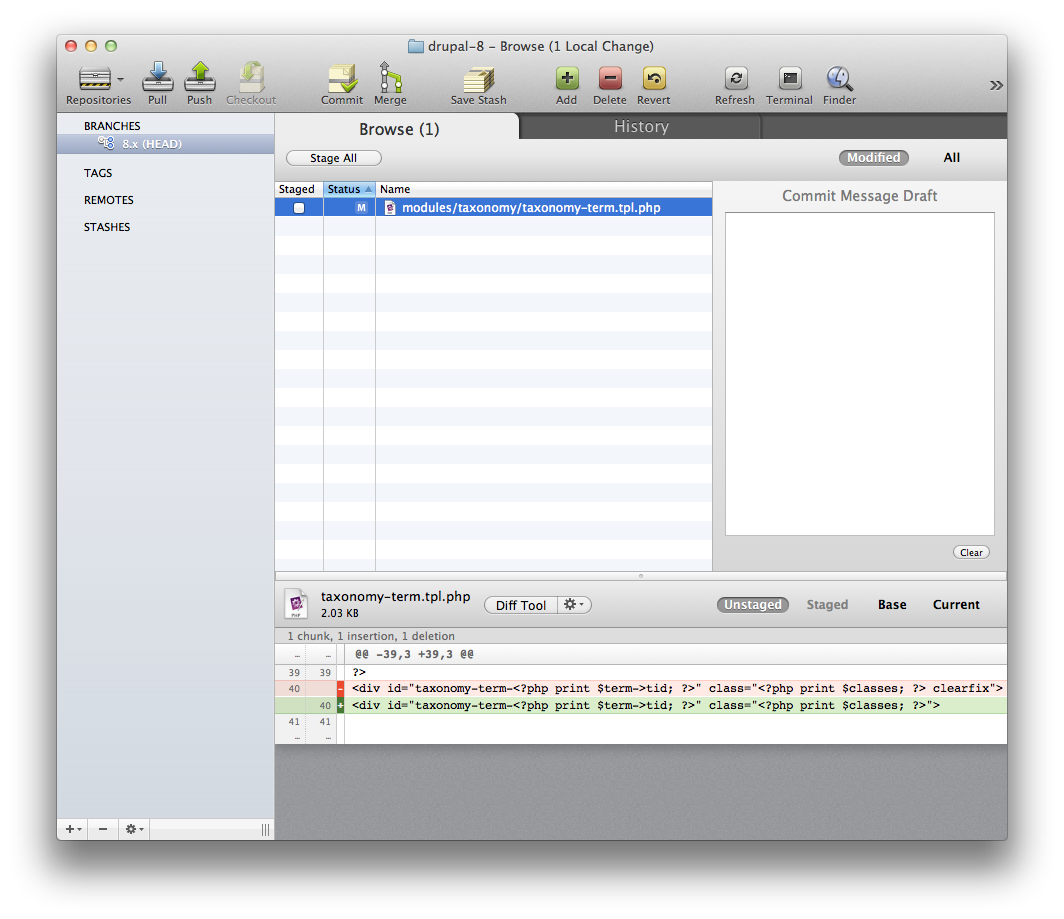 drupal-8 – Browse (1 Local Change)
Repositories Pull Push Checkout Commit Merge Save Stash Add Delete Revert Refresh Terminal Finder »
BRANCHES
8.x (HEAD)
TAGS
REMOTES
STASHES
Browse (1) History
Stage All Modified All
Staged Status Name
M modules/taxonomy/taxonomy-term.tpl.php
Commit Message Draft
Clear
PHP
taxonomy-term.tpl.php
2.03 KB
Diff Tool
Unstaged Staged Base Current
1 chunk, 1 insertion, 1 deletion
… … @@ -39,3 +39,3 @@
39 39 ?>
40 - <div id="taxonomy-term-<?php print $term->tid; ?>" class="<?php print $classes; ?> clearfix">
40 + <div id="taxonomy-term-<?php print $term->tid; ?>" class="<?php print $classes; ?>">
41 41
… …